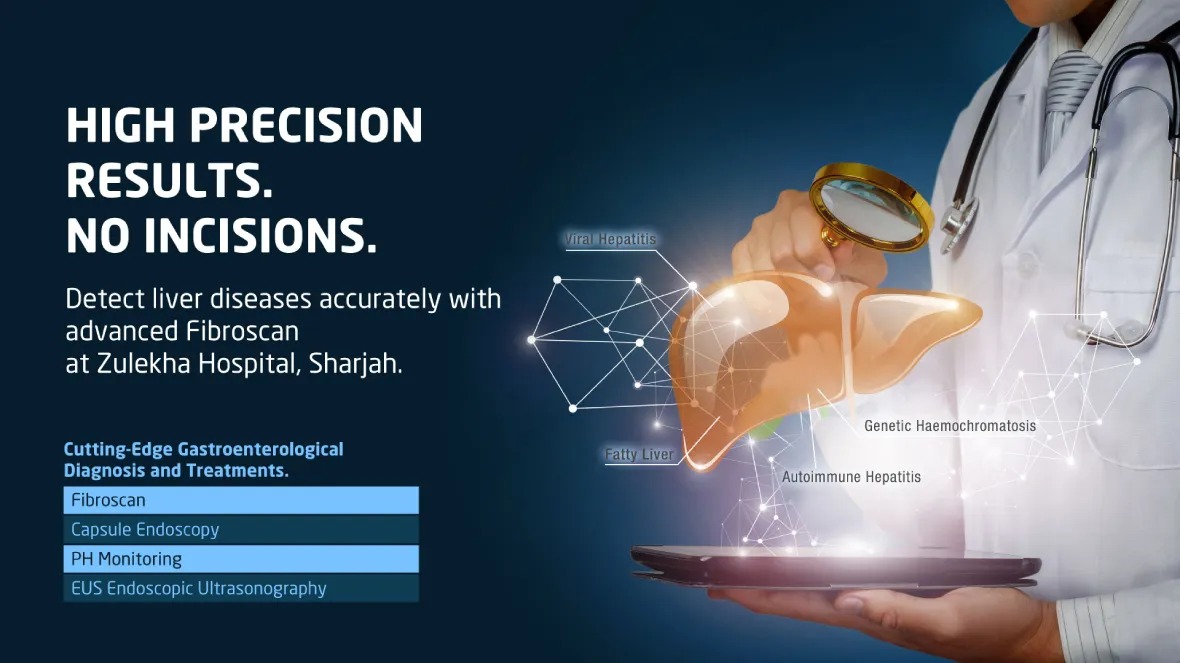 HIGH PRECISION
RESULTS.
NO INCISIONS.
Detect liver diseases accurately with
advanced Fibroscan
at Zulekha Hospital, Sharjah.
Cutting-Edge Gastroenterological
Diagnosis and Treatments.
Fibroscan
Capsule Endoscopy
PH Monitoring
EUS Endoscopic Ultrasonography
Viral Hepatitis
Genetic Haemochromatosis
Fatty Liver
Autoimmune Hepatitis